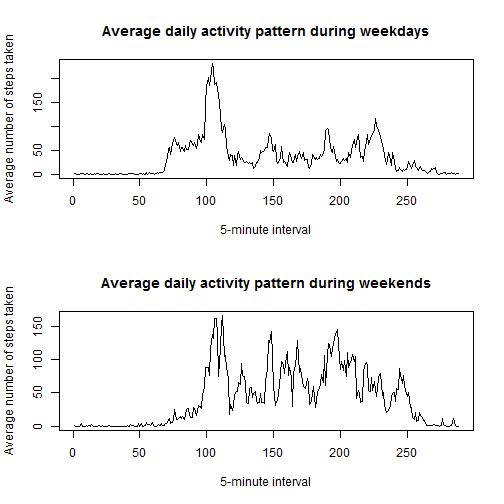 Average daily activity pattern during weekdays
Average number of steps taken
150
50
0
0 50 100 150 200 250
5-minute interval
Average daily activity pattern during weekends
Average number of steps taken
150
100
50
0
0 50 100 150 200 250
5-minute interval